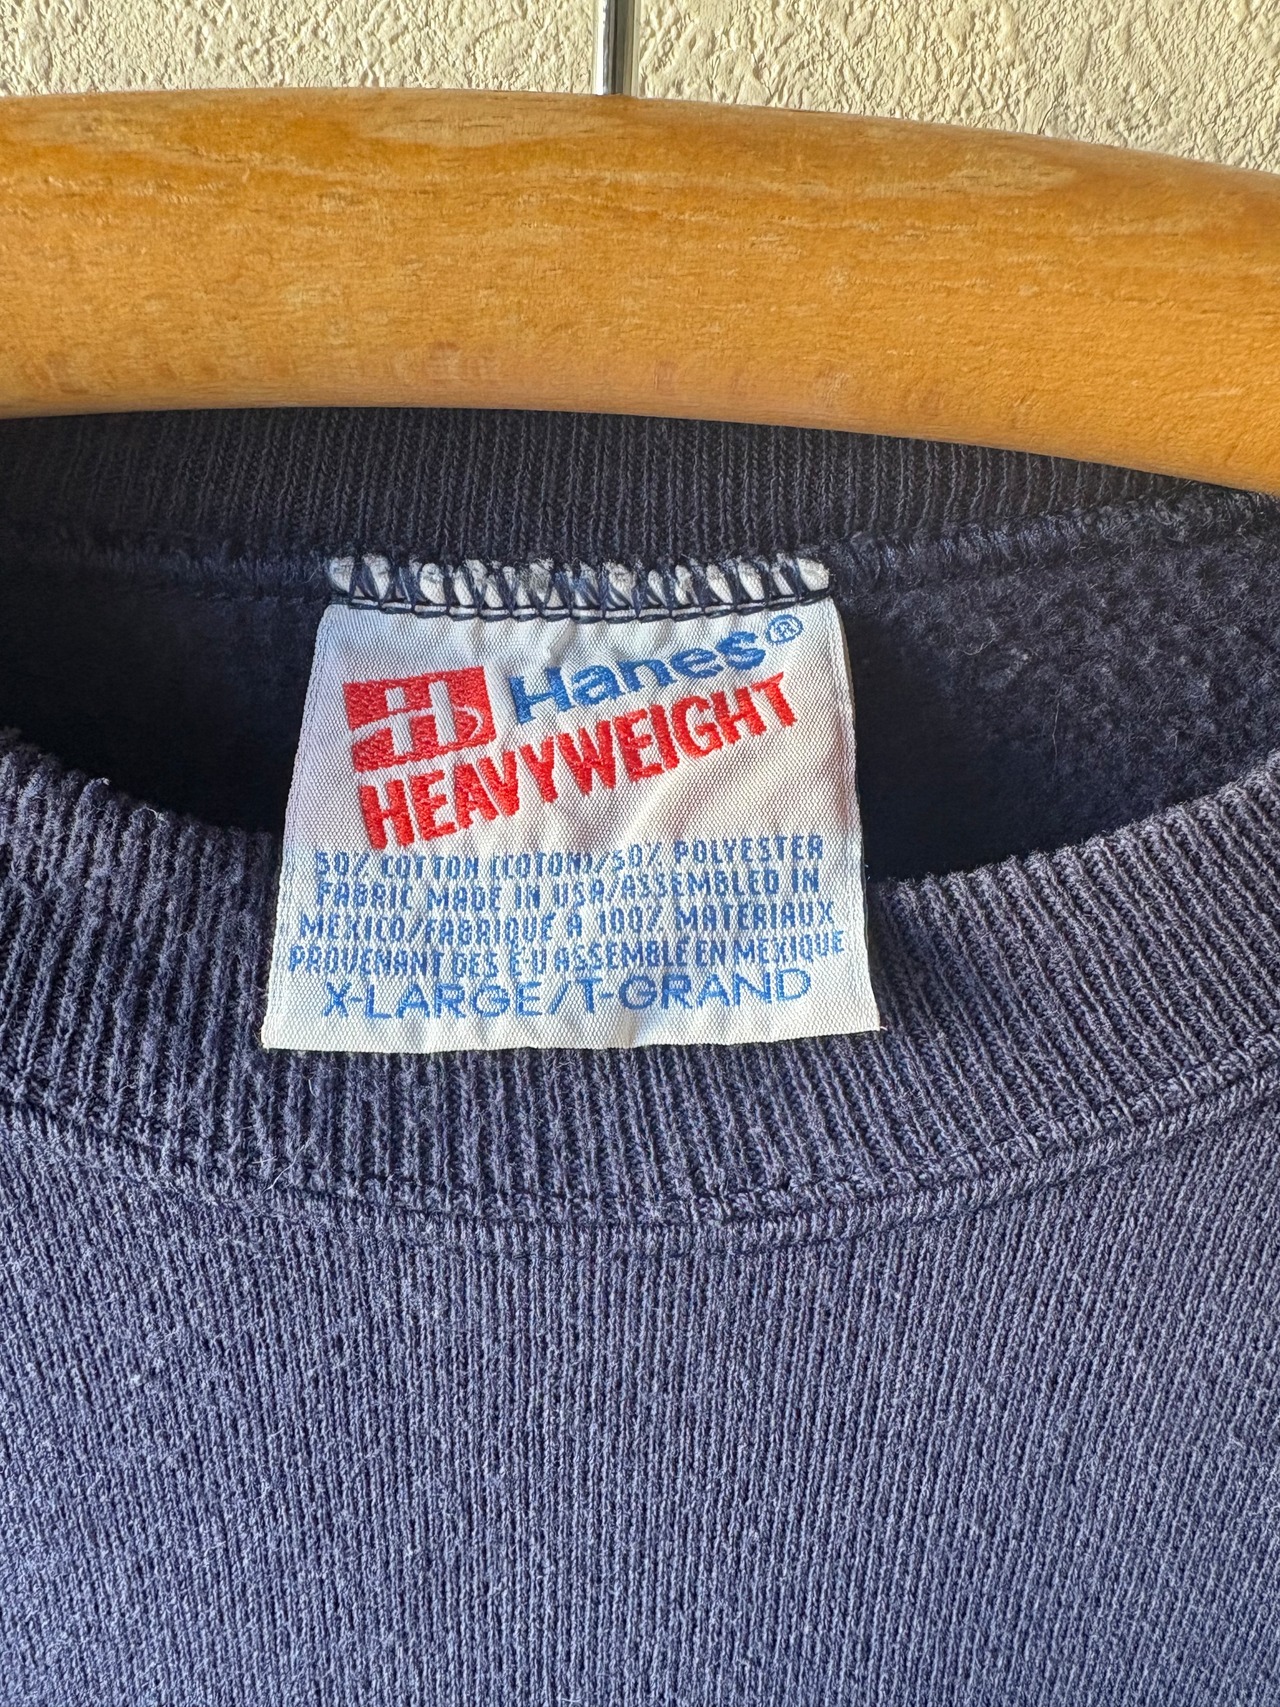 H Hanes®
HEAVYWEIGHT
50% COTTON (COTON)/50% POLYESTER
FABRIC MADE IN USA/ASSEMBLED IN
MEXICO/FABRIQUÉ À 100% MATERIAUX
PROVENANT DES É-U ASSEMBLE EN MEXIQUE
X-LARGE/T-GRAND